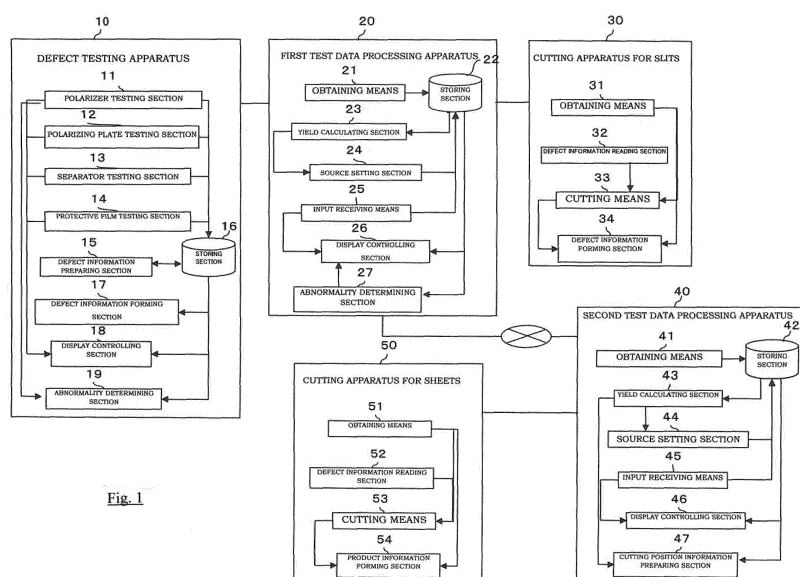 10
DEFECT TESTING APPARATUS
11
POLARIZER TESTING SECTION
12
POLARIZING PLATE TESTING SECTION
13
SEPARATOR TESTING SECTION
14
PROTECTIVE FILM TESTING SECTION
16
STORING
SECTION
15
DEFECT INFORMATION
PREPARING SECTION
17
DEFECT INFORMATION FORMING
SECTION
18
DISPLAY CONTROLLING
SECTION
19
ABNORMALITY DETERMINING
SECTION
20
FIRST TEST DATA PROCESSING APPARATUS
22
21
OBTAINING MEANS
STORING
SECTION
23
YIELD CALCULATING SECTION
24
SOURCE SETTING SECTION
25
INPUT RECEIVING MEANS
26
DISPLAY CONTROLLING
SECTION
27
ABNORMALITY DETERMINING
SECTION
30
CUTTING APPARATUS FOR SLITS
31
OBTAINING MEANS
32
DEFECT INFORMATION READING SECTION
33
CUTTING MEANS
34
DEFECT INFORMATION
FORMING SECTION
40
SECOND TEST DATA PROCESSING APPARATUS
42
41
OBTAINING MEANS
STORING
SECTION
43
YIELD CALCULATING SECTION
44
SOURCE SETTING SECTION
45
INPUT RECEIVING MEANS
46
DISPLAY CONTROLLING SECTION
47
CUTTING POSITION INFORMATION
PREPARING SECTION
50
CUTTING APPARATUS FOR SHEETS
51
OBTAINING MEANS
52
DEFECT INFORMATION READING
SECTION
53
CUTTING MEANS
54
PRODUCT INFORMATION
FORMING SECTION
Fig. 1